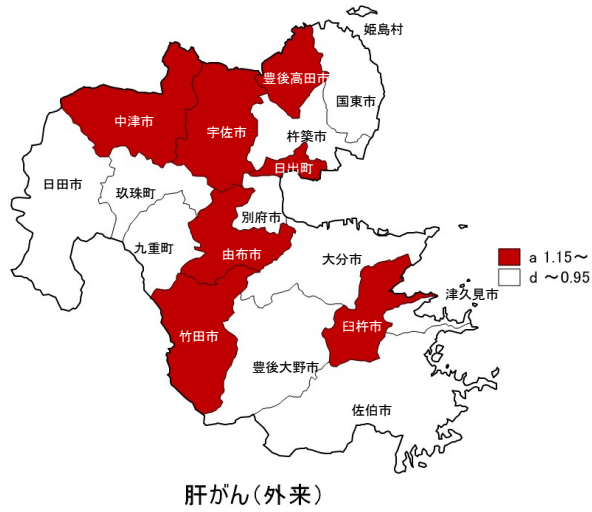 姫島村
豊後高田市
国東市
中津市
宇佐市
杵築市
日出町
日田市
玖珠町
別府市
九重町
由布市
大分市
a 1.15～
d ～0.95
津久見市
竹田市
臼杵市
豊後大野市
佐伯市
肝がん（外来）